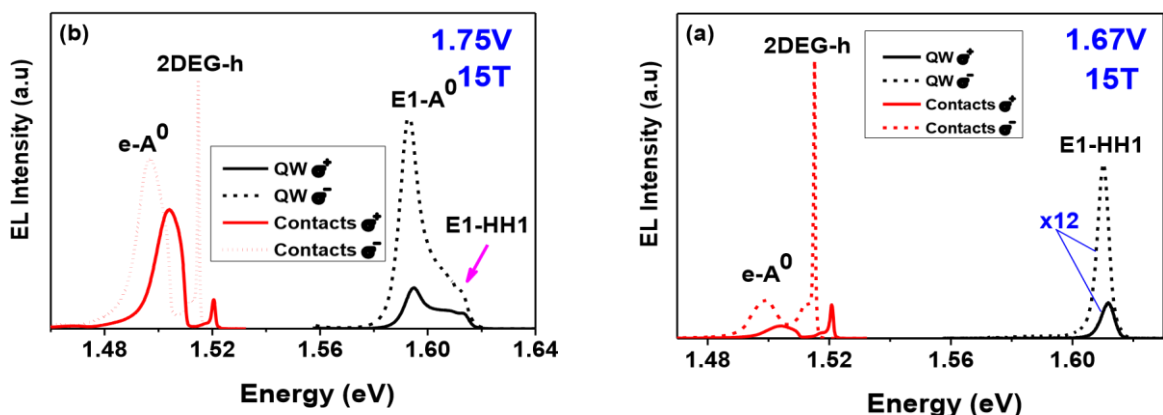 (b)
1.75V
15T
2DEG-h
E1-A⁰
e-A⁰
E1-HH1
QW σ⁺
QW σ⁻
Contacts σ⁺
Contacts σ⁻
EL Intensity (a.u)
1.48 1.52 1.56 1.60 1.64
Energy (eV)
(a)
1.67V
15T
2DEG-h
QW σ⁺
QW σ⁻
Contacts σ⁺
Contacts σ⁻
E1-HH1
x12
e-A⁰
EL Intensity (a.u)
1.48 1.52 1.56 1.60
Energy (eV)